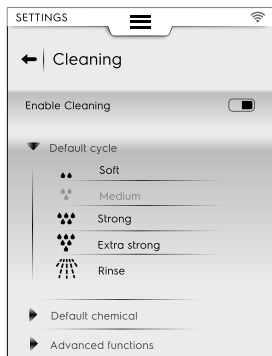 SETTINGS
Cleaning
Enable Cleaning
Default cycle
Soft
Medium
Strong
Extra strong
Rinse
Default chemical
Advanced functions